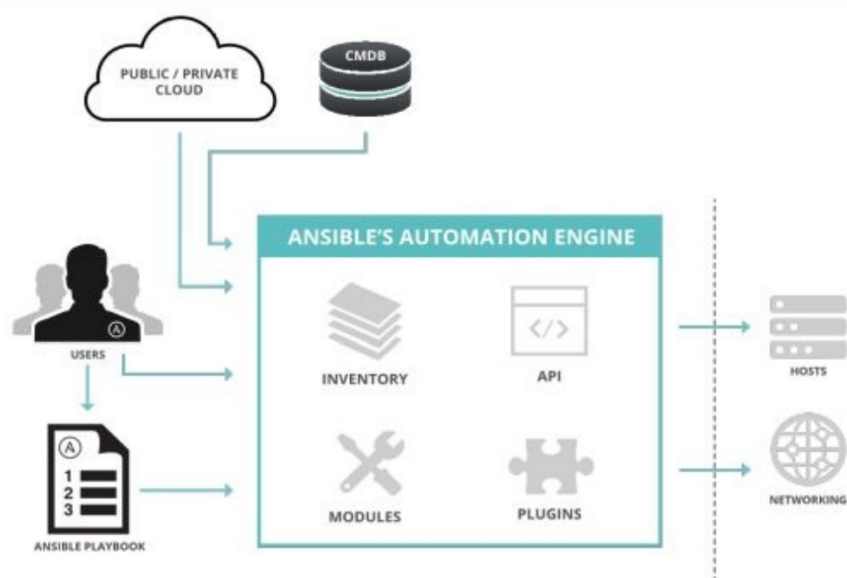 PUBLIC / PRIVATE
CLOUD
CMDB
ANSIBLE'S AUTOMATION ENGINE
USERS
A
INVENTORY
</>
API
HOSTS
A
1
2
3
ANSIBLE PLAYBOOK
MODULES
PLUGINS
NETWORKING